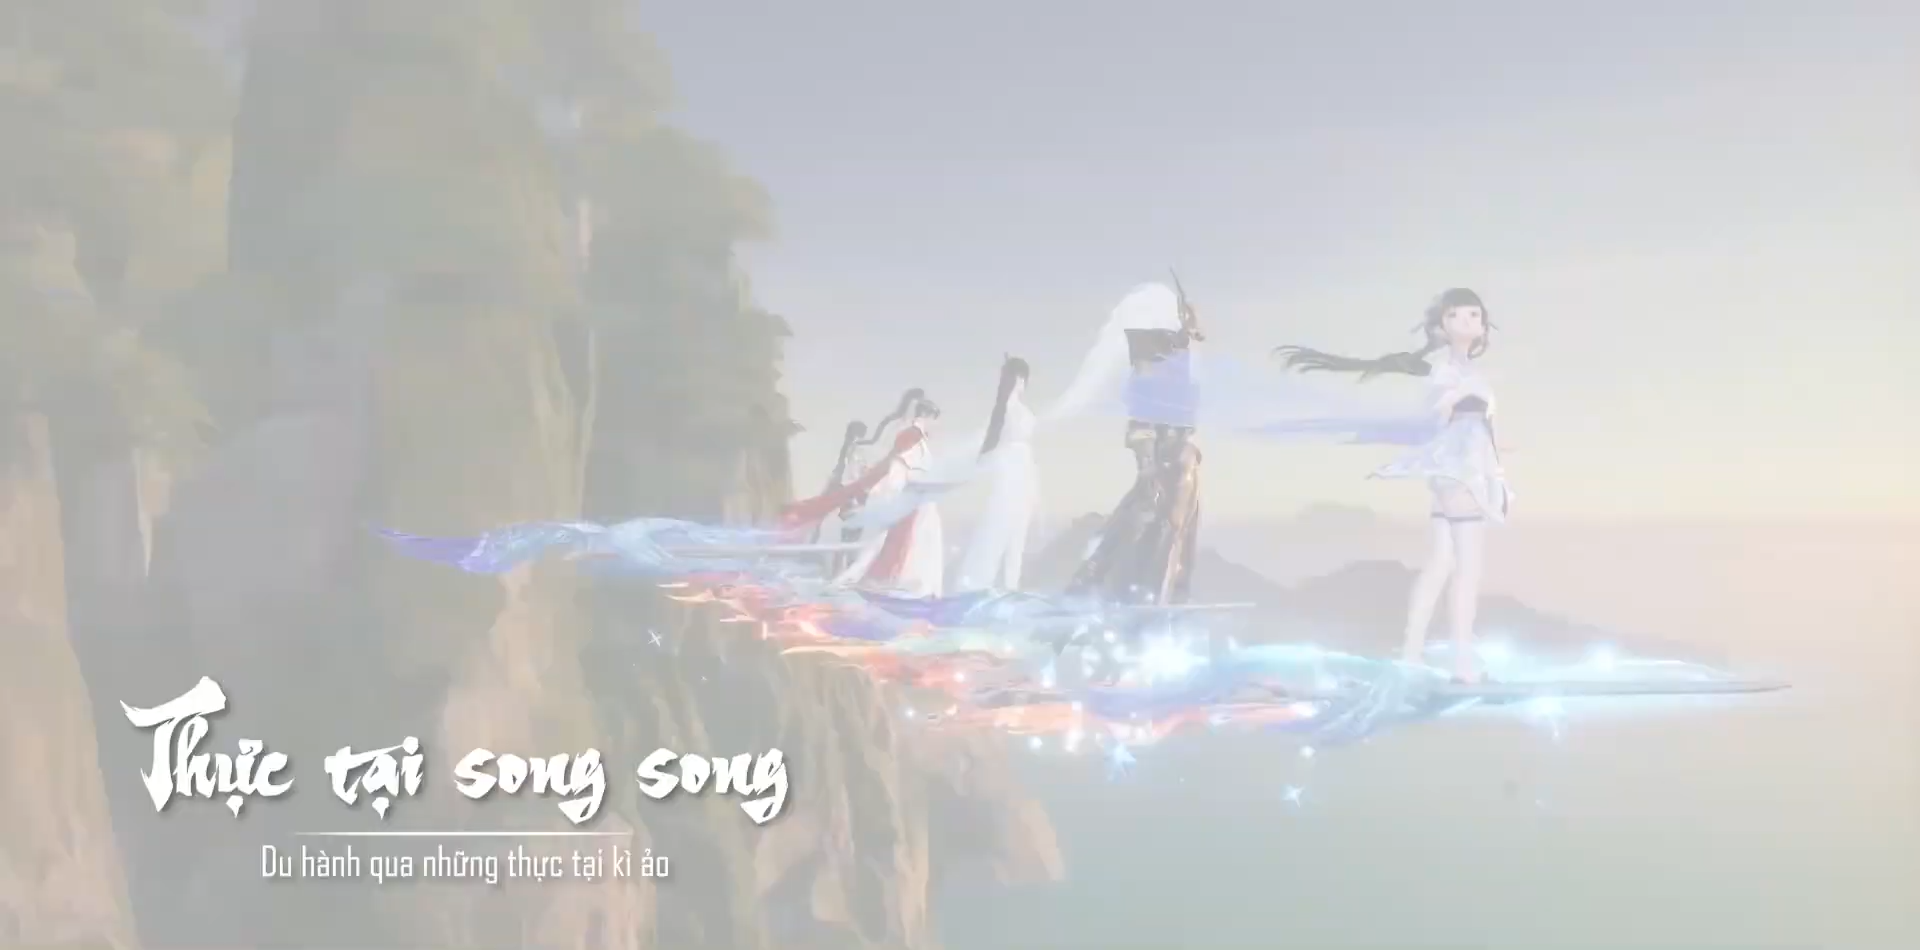 Thực tại song song
Du hành qua những thực tại kì ảo